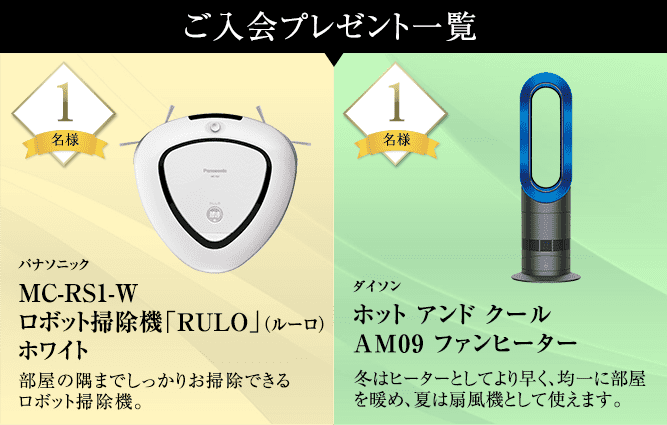 ご入会プレゼント一覧
1
名様
Panasonic
パナソニック
MC-RS1-W
ロボット掃除機「RULO」(ルーロ)
ホワイト
部屋の隅までしっかりお掃除できる
ロボット掃除機。
1
名様
ダイソン
ホット アンド クール
AM09 ファンヒーター
冬はヒーターとしてより早く、均一に部屋
を暖め、夏は扇風機として使えます。